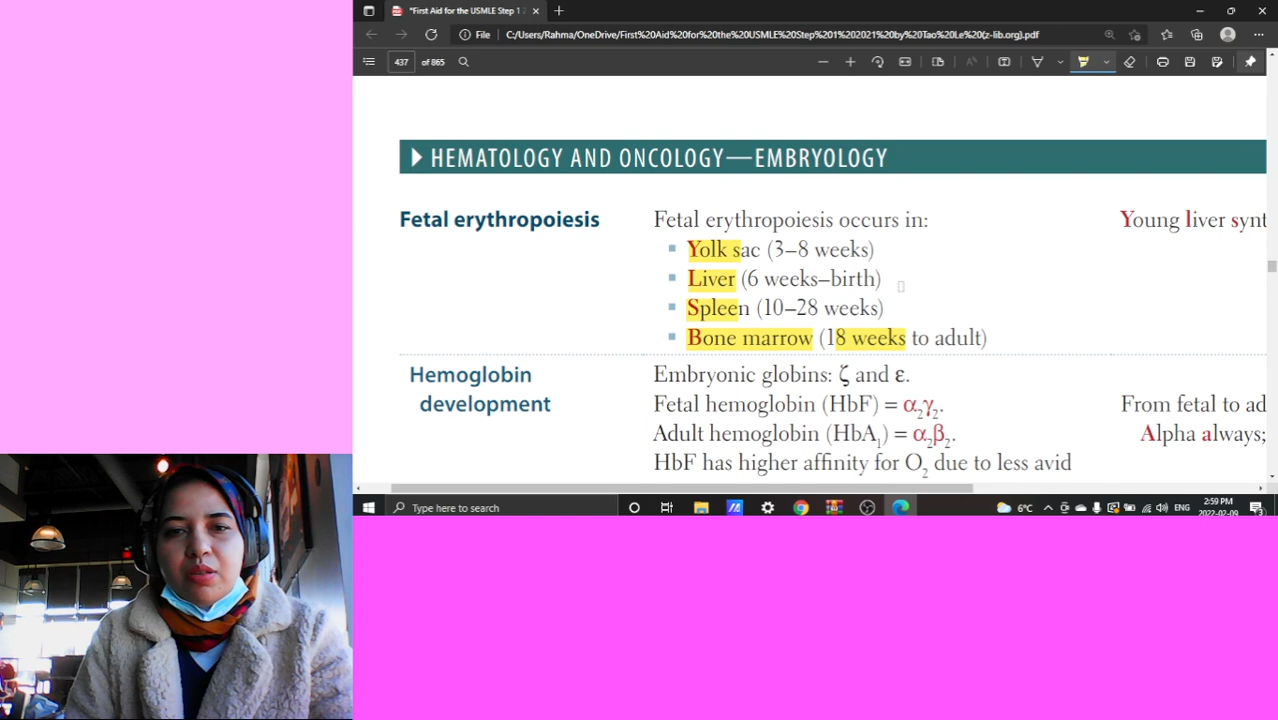 *First Aid for the USMLE Step 1 2
File C:/Users/Rahma/OneDrive/First%20Aid%20for%20the%20USMLE%20Step%201%202021%20by%20Tao%20Le%20(z-lib.org).pdf
437 of 865
HEMATOLOGY AND ONCOLOGY—EMBRYOLOGY
Fetal erythropoiesis Fetal erythropoiesis occurs in: Young liver synt
Yolk sac (3–8 weeks)
Liver (6 weeks–birth)
Spleen (10–28 weeks)
Bone marrow (18 weeks to adult)
Hemoglobin Embryonic globins: ζ and ε.
development Fetal hemoglobin (HbF) = α₂γ₂. From fetal to ad
Adult hemoglobin (HbA₁) = α₂β₂. Alpha always;
HbF has higher affinity for O₂ due to less avid
Type here to search 6°C ENG 2:59 PM
2022-02-09